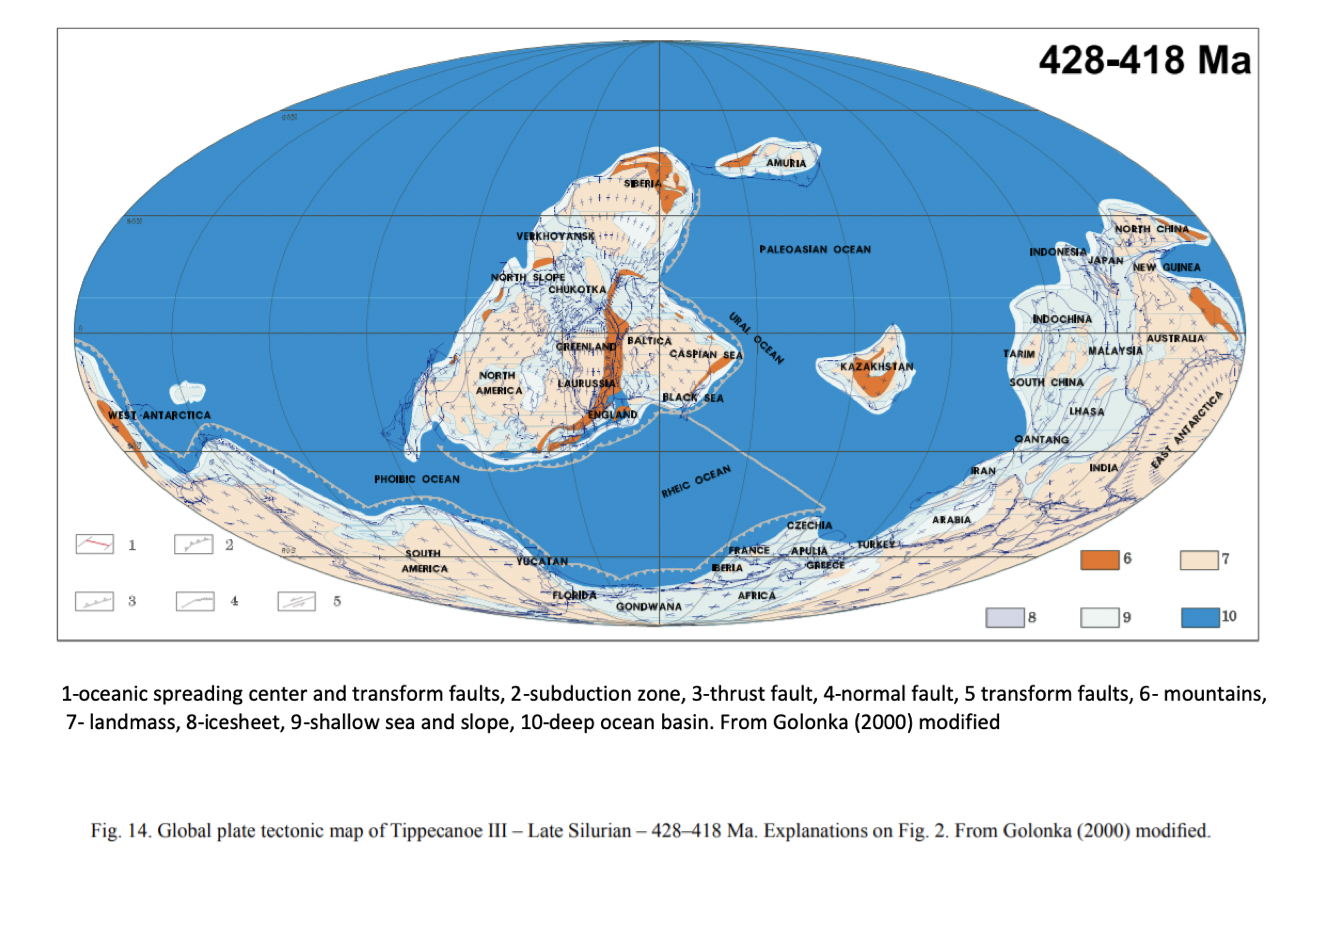 428-418 Ma
60N
AMURIA
SIBERIA
30N
NORTH CHINA
VERKHOYANSK
PALEOASIAN OCEAN
INDONESIA
JAPAN
NEW GUINEA
NORTH SLOPE
CHUKOTKA
URAL OCEAN
INDOCHINA
0
GREENLAND
BALTICA
CASPIAN SEA
TARIM
MALAYSIA
AUSTRALIA
KAZAKHSTAN
NORTH
AMERICA
LAURUSSIA
SOUTH CHINA
BLACK SEA
WEST ANTARCTICA
ENGLAND
LHASA
EAST ANTARCTICA
QANTANG
PHOIBIC OCEAN
RHEIC OCEAN
IRAN
INDIA
CZECHIA
ARABIA
1
2
SOUTH
AMERICA
YUCATAN
FRANCE
APULIA
TURKEY
IBERIA
GREECE
6
7
3
4
5
FLORIDA
GONDWANA
AFRICA
8
9
10
1-oceanic spreading center and transform faults, 2-subduction zone, 3-thrust fault, 4-normal fault, 5 transform faults, 6- mountains,
7- landmass, 8-icesheet, 9-shallow sea and slope, 10-deep ocean basin. From Golonka (2000) modified
Fig. 14. Global plate tectonic map of Tippecanoe III – Late Silurian – 428–418 Ma. Explanations on Fig. 2. From Golonka (2000) modified.